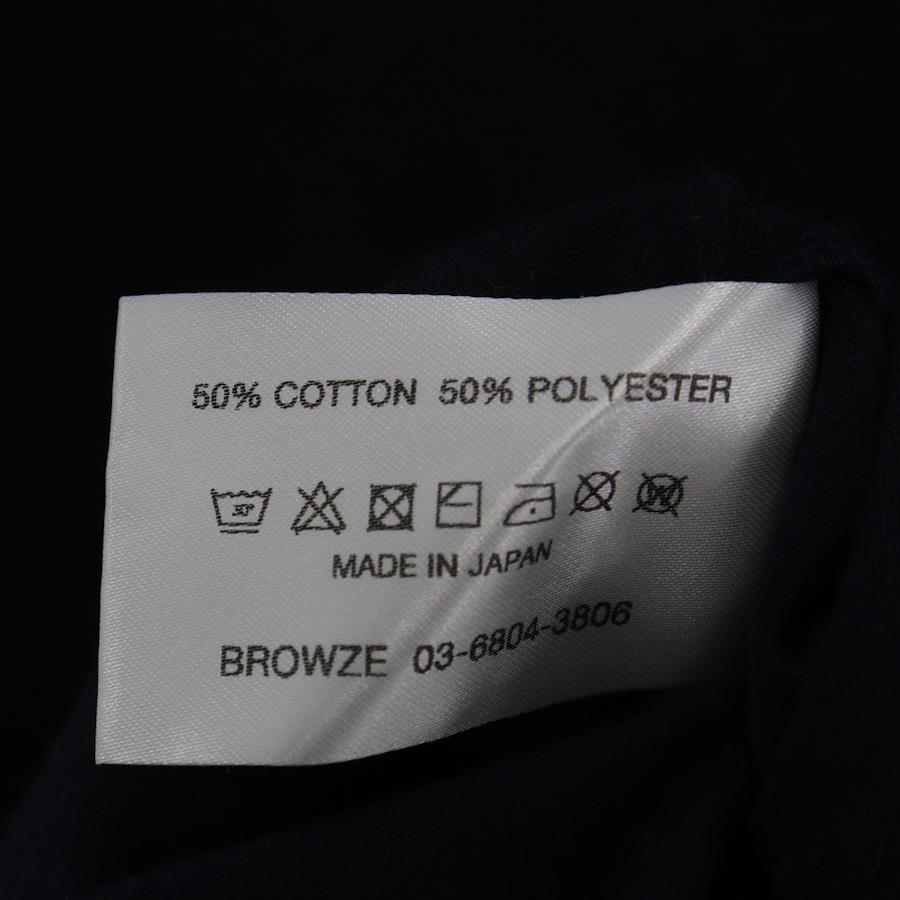 50% COTTON 50% POLYESTER
MADE IN JAPAN
BROWZE 03-6804-3806